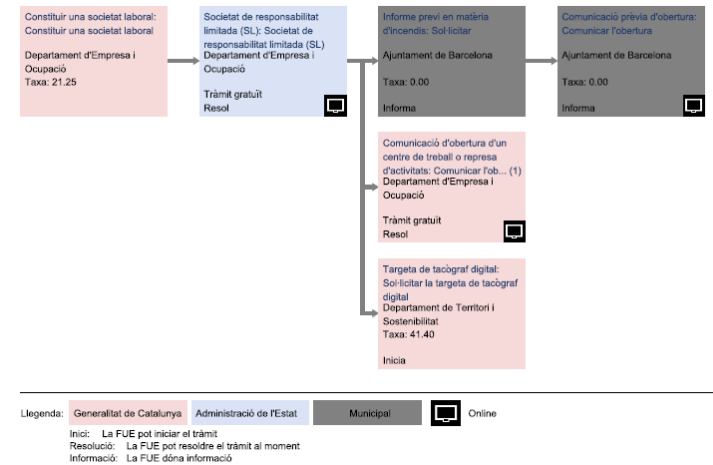 Constituir una societat laboral:
Constituir una societat laboral
Departament d'Empresa i
Ocupació
Taxa: 21.25
Societat de responsabilitat
limitada (SL): Societat de
responsabilitat limitada (SL)
Departament d'Empresa i
Ocupació
Tràmit gratuït
Resol
Informe previ en matèria
d'incendis: Sol·licitar
Ajuntament de Barcelona
Taxa: 0.00
Informa
Comunicació prèvia d'obertura:
Comunicar l'obertura
Ajuntament de Barcelona
Taxa: 0.00
Informa
Comunicació d'obertura d'un
centre de treball o represa
d'activitats: Comunicar l'ob... (1)
Departament d'Empresa i
Ocupació
Tràmit gratuït
Resol
Targeta de tacògraf digital:
Sol·licitar la targeta de tacògraf
digital
Departament de Territori i
Sostenibilitat
Taxa: 41.40
Inicia
Llegenda: Generalitat de Catalunya Administració de l'Estat Municipal Online
Inici: La FUE pot iniciar el tràmit
Resolució: La FUE pot resoldre el tràmit al moment
Informació: La FUE dóna informació